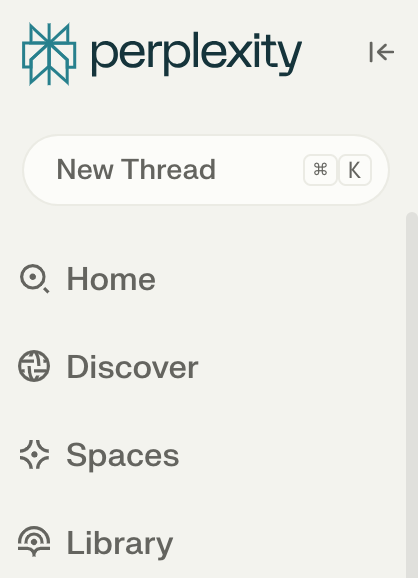 perplexity
New Thread ⌘ K
Home
Discover
Spaces
Library